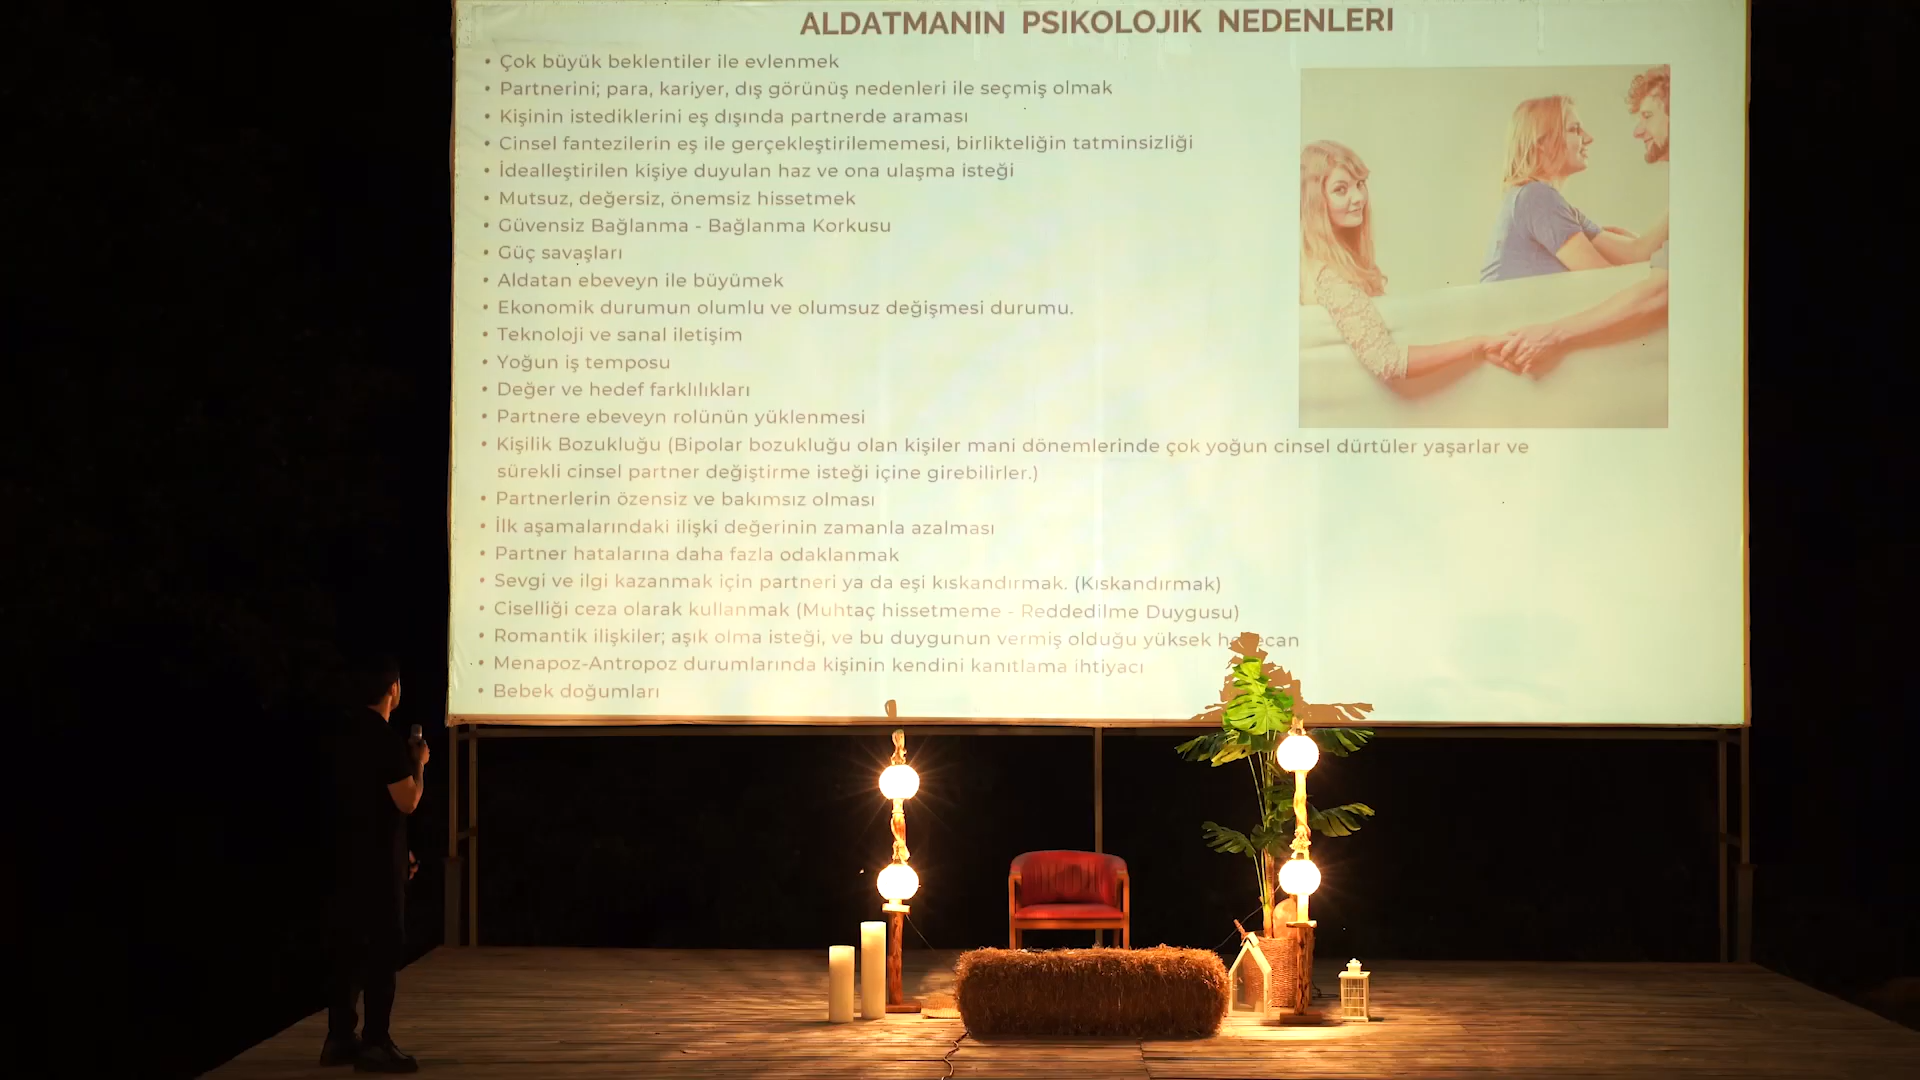 ALDATMANIN PSIKOLOJIK NEDENLERI
• Çok büyük beklentiler ile evlenmek
• Partnerini; para, kariyer, dış görünüş nedenleri ile seçmiş olmak
• Kişinin istediklerini eş dışında partnerde araması
• Cinsel fantezilerin eş ile gerçekleştirilememesi, birlikteliğin tatminsizliği
• İdealleştirilen kişiye duyulan haz ve ona ulaşma isteği
• Mutsuz, değersiz, önemsiz hissetmek
• Güvensiz Bağlanma - Bağlanma Korkusu
• Güç savaşları
• Aldatan ebeveyn ile büyümek
• Ekonomik durumun olumlu ve olumsuz değişmesi durumu.
• Teknoloji ve sanal iletişim
• Yoğun iş temposu
• Değer ve hedef farklılıkları
• Partnere ebeveyn rolünün yüklenmesi
• Kişilik Bozukluğu (Bipolar bozukluğu olan kişiler mani dönemlerinde çok yoğun cinsel dürtüler yaşarlar ve
sürekli cinsel partner değiştirme isteği içine girebilirler.)
• Partnerlerin özensiz ve bakımsız olması
• İlk aşamalarındaki ilişki değerinin zamanla azalması
• Partner hatalarına daha fazla odaklanmak
• Sevgi ve ilgi kazanmak için partneri ya da eşi kıskandırmak. (Kıskandırmak)
• Ciselliği ceza olarak kullanmak (Muhtaç hissetmeme - Reddedilme Duygusu)
• Romantik ilişkiler; aşık olma isteği, ve bu duygunun vermiş olduğu yüksek
• Menapoz-Antropoz durumlarında kişinin kendini kanıtlama ihtiyacı
• Bebek doğumları